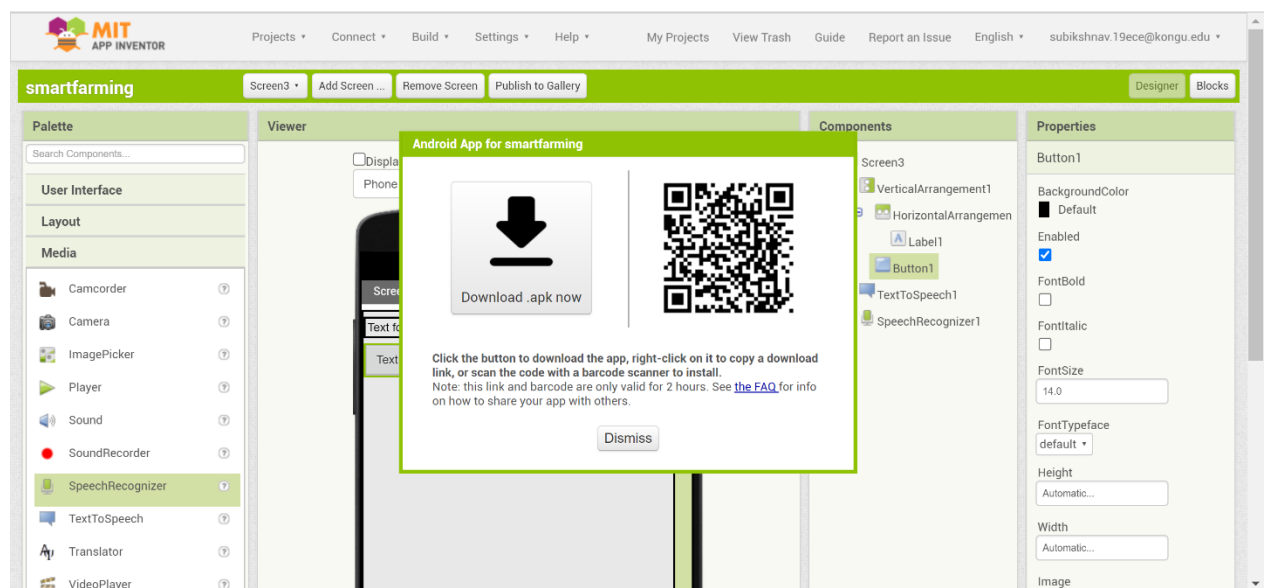 MIT
APP INVENTOR
Projects Connect Build Settings Help My Projects View Trash Guide Report an Issue English subikshnav.19ece@kongu.edu
smartfarming Screen3 Add Screen ... Remove Screen Publish to Gallery Designer Blocks
Palette
Search Components...
User Interface
Layout
Media
Camcorder
Camera
ImagePicker
Player
Sound
SoundRecorder
SpeechRecognizer
TextToSpeech
Translator
VideoPlayer
Viewer
Displa
Phone
Scree
Text fo
Text
Android App for smartfarming
Download .apk now
Click the button to download the app, right-click on it to copy a download
link, or scan the code with a barcode scanner to install.
Note: this link and barcode are only valid for 2 hours. See the FAQ for info
on how to share your app with others.
Dismiss
Components
Screen3
VerticalArrangement1
HorizontalArrangemen
A Label1
Button1
TextToSpeech1
SpeechRecognizer1
Properties
Button1
BackgroundColor
Default
Enabled
FontBold
FontItalic
FontSize
14.0
FontTypeface
default
Height
Automatic...
Width
Automatic...
Image